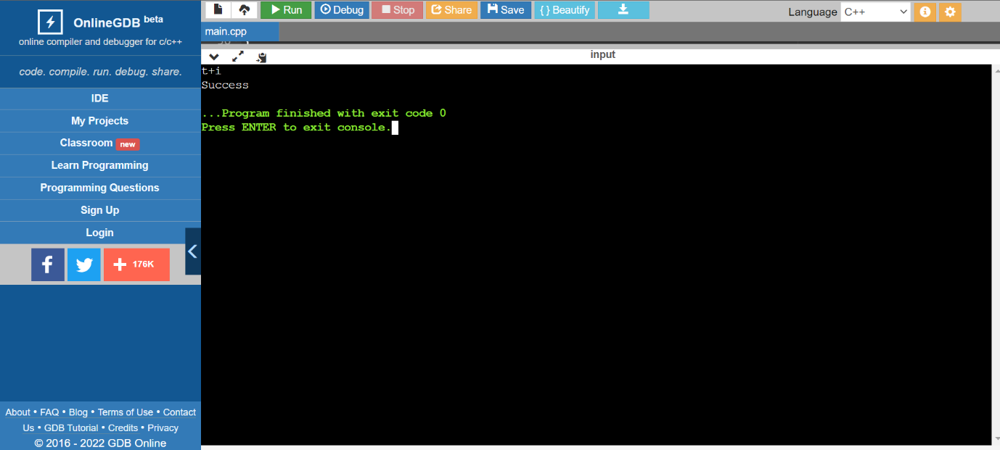 OnlineGDB beta
online compiler and debugger for c/c++
code. compile. run. debug. share.
IDE
My Projects
Classroom new
Learn Programming
Programming Questions
Sign Up
Login
176K
About • FAQ • Blog • Terms of Use • Contact
Us • GDB Tutorial • Credits • Privacy
© 2016 - 2022 GDB Online
Run Debug Stop Share Save { } Beautify
Language C++
main.cpp
input
t+i
Success
...Program finished with exit code 0
Press ENTER to exit console.